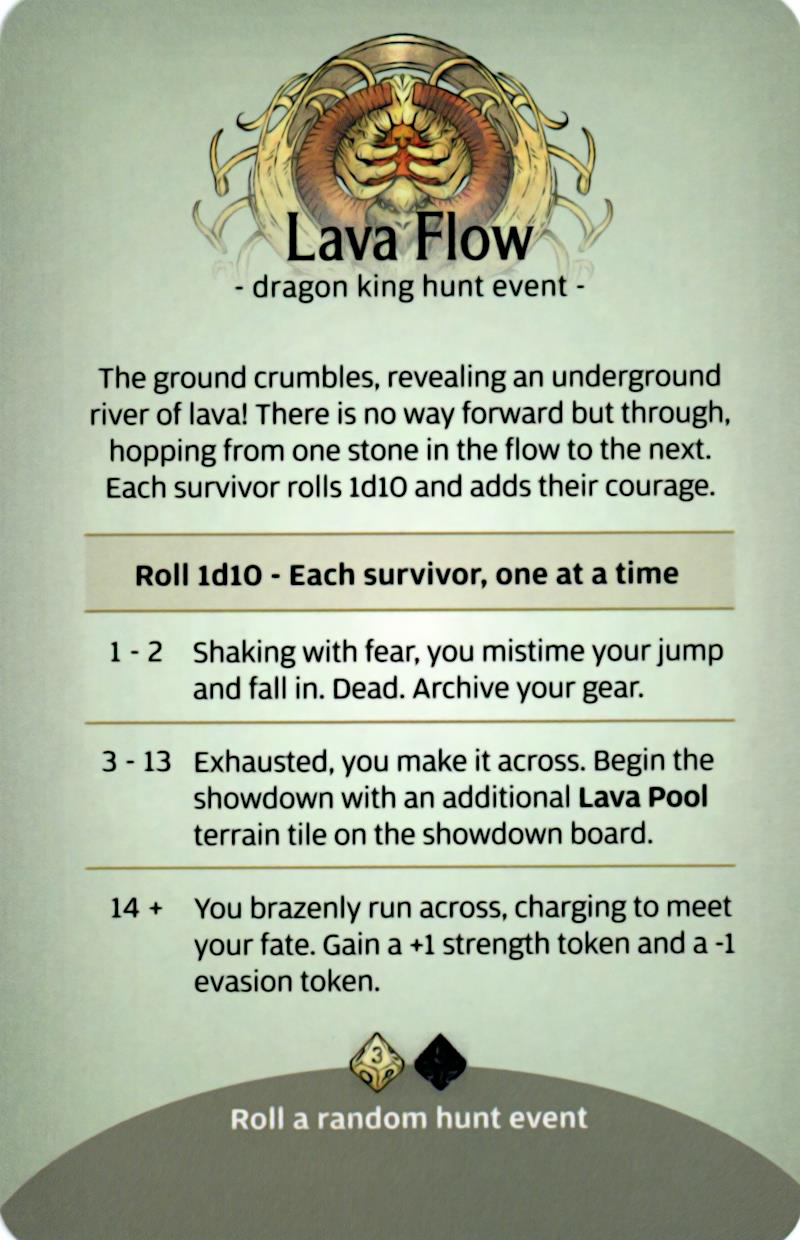 Lava Flow
- dragon king hunt event -
The ground crumbles, revealing an underground
river of lava! There is no way forward but through,
hopping from one stone in the flow to the next.
Each survivor rolls 1d10 and adds their courage.
Roll 1d10 - Each survivor, one at a time
1 - 2 Shaking with fear, you mistime your jump
and fall in. Dead. Archive your gear.
3 - 13 Exhausted, you make it across. Begin the
showdown with an additional Lava Pool
terrain tile on the showdown board.
14 + You brazenly run across, charging to meet
your fate. Gain a +1 strength token and a -1
evasion token.
3
Roll a random hunt event